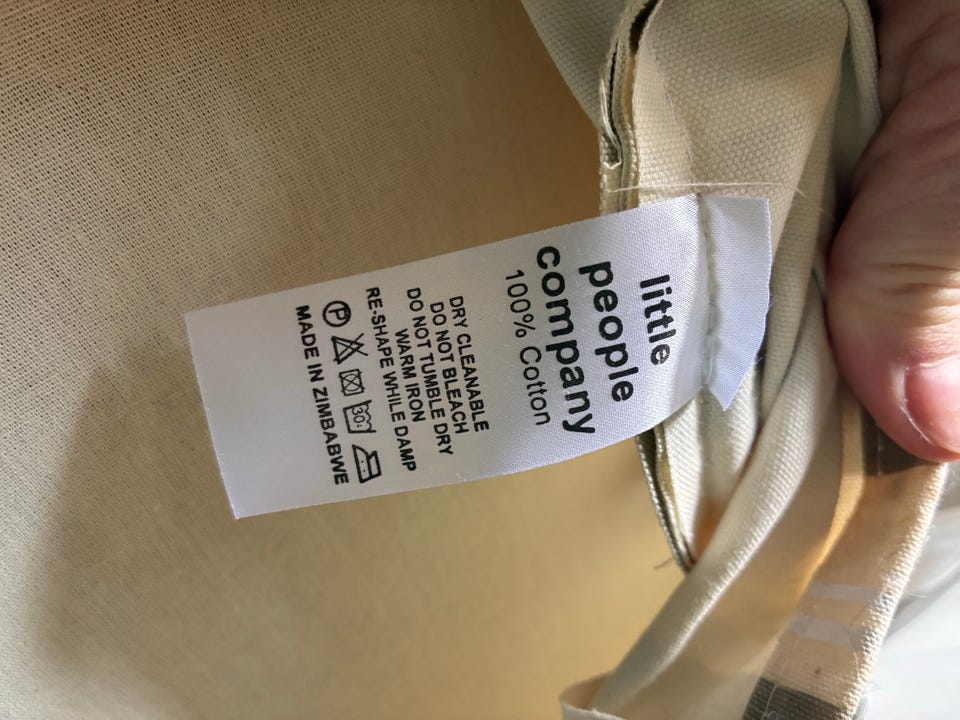 little
people
company
100% Cotton
DRY CLEANABLE
DO NOT BLEACH
DO NOT TUMBLE DRY
WARM IRON
RE-SHAPE WHILE DAMP
P 30°
MADE IN ZIMBABWE